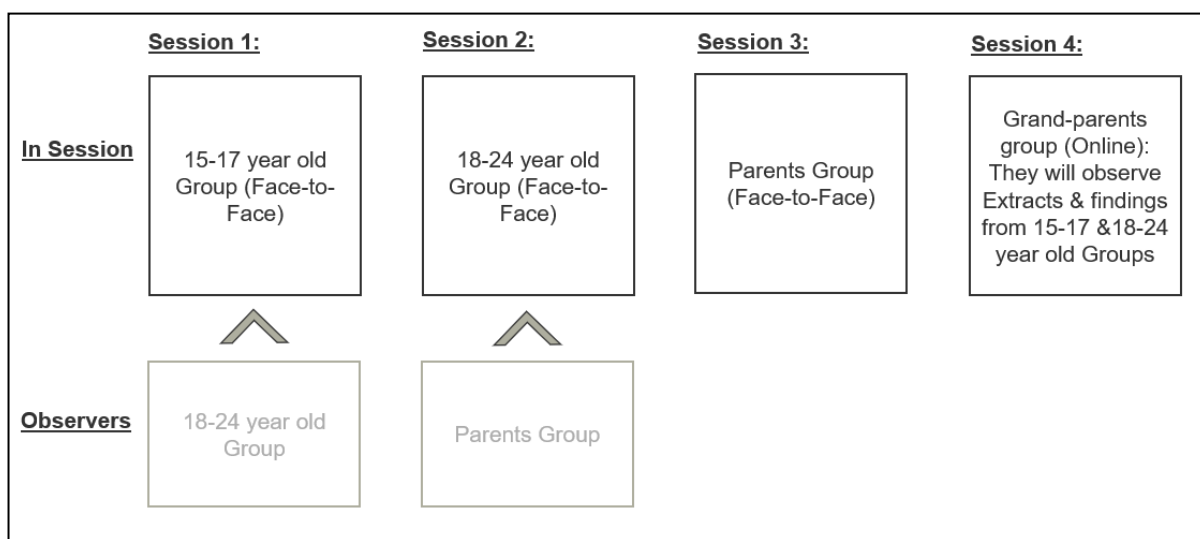 Session 1:
Session 2:
Session 3:
Session 4:
In Session
15-17 year old
Group (Face-to-
Face)
18-24 year old
Group (Face-to-
Face)
Parents Group
(Face-to-Face)
Grand-parents
group (Online):
They will observe
Extracts & findings
from 15-17 &18-24
year old Groups
Observers
18-24 year old
Group
Parents Group